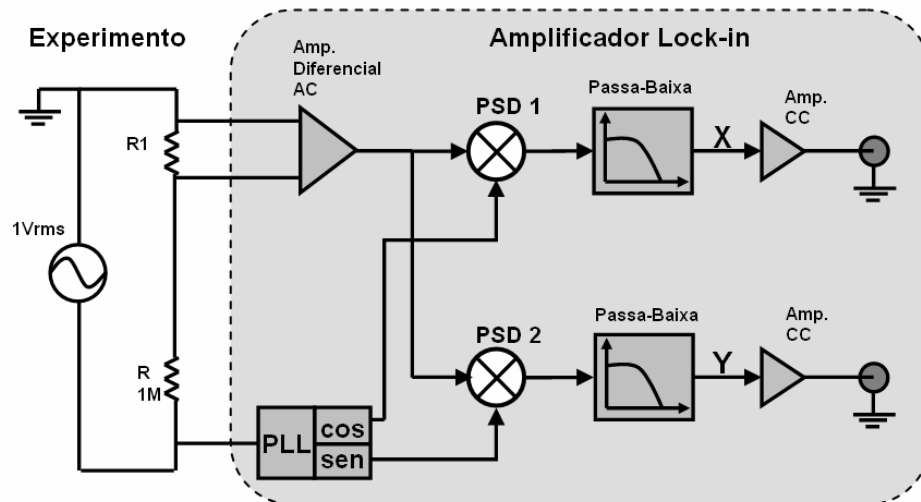 Experimento
Amplificador Lock-in
Amp.
Diferencial
AC
R1
1Vrms
R
1M
PSD 1
Passa-Baixa
X
Amp.
CC
PSD 2
Passa-Baixa
Y
Amp.
CC
PLL
cos
sen